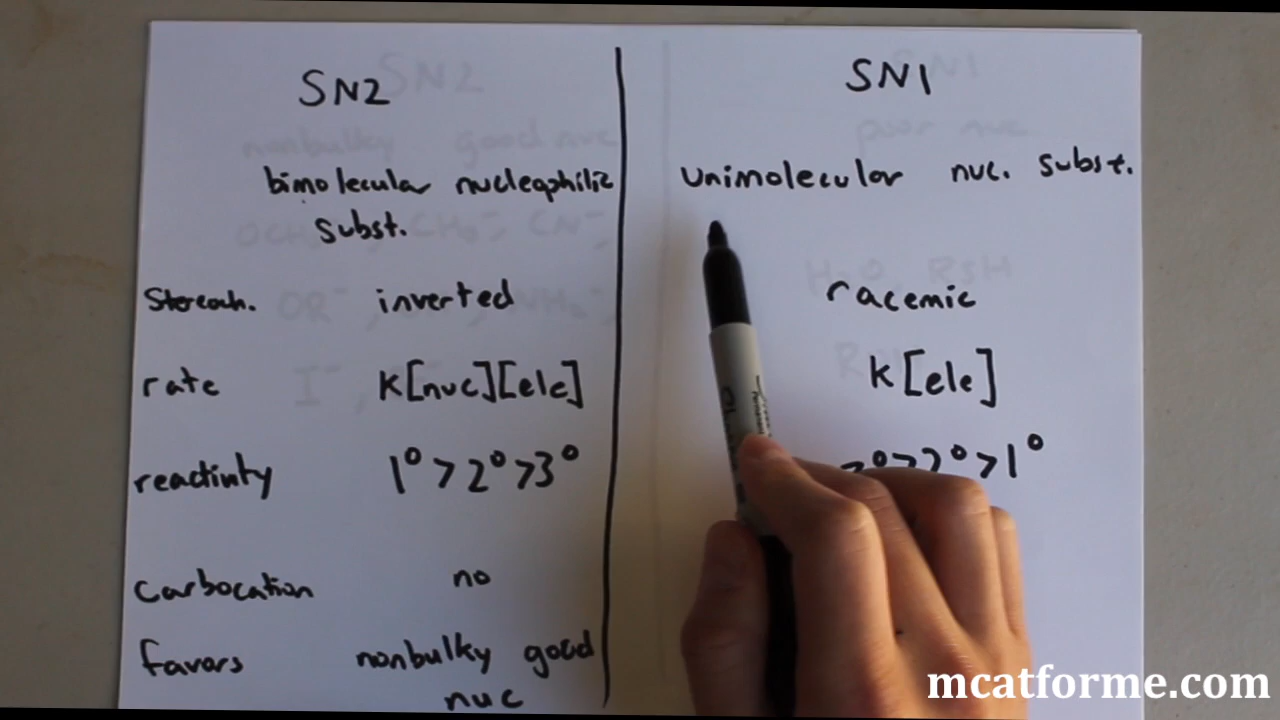 SN2 SN1
bimolecular nucleophilic unimolecular nuc. subst.
subst.
Stereoch. inverted racemic
rate k[nuc][ele] k[ele]
reactivity 1° > 2° > 3° 3° > 2° > 1°
carbocation no
favors nonbulky good
nuc
mcatforme.com